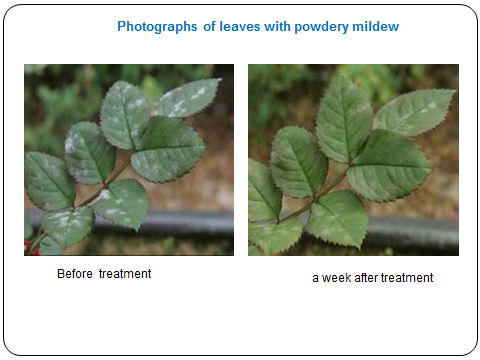 Photographs of leaves with powdery mildew
Before treatment
a week after treatment